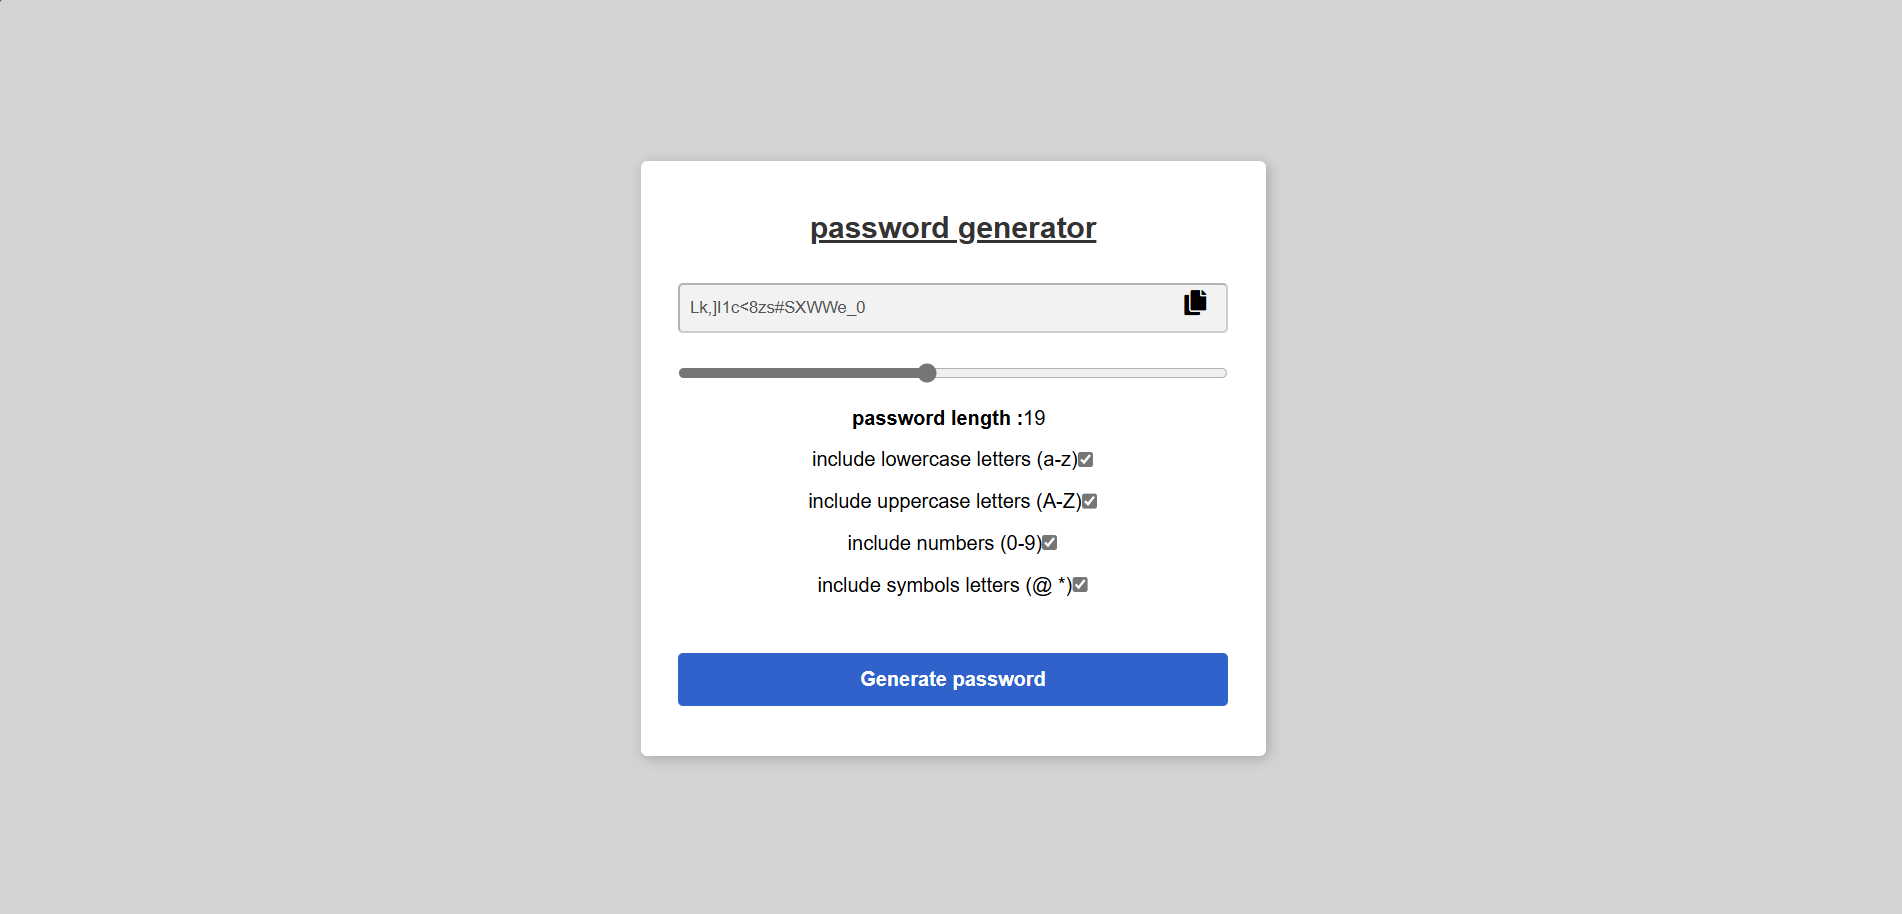 password generator
Lk,]I1c<8zs#SXWWe_0
password length :19
include lowercase letters (a-z)
include uppercase letters (A-Z)
include numbers (0-9)
include symbols letters (@ *)
Generate password